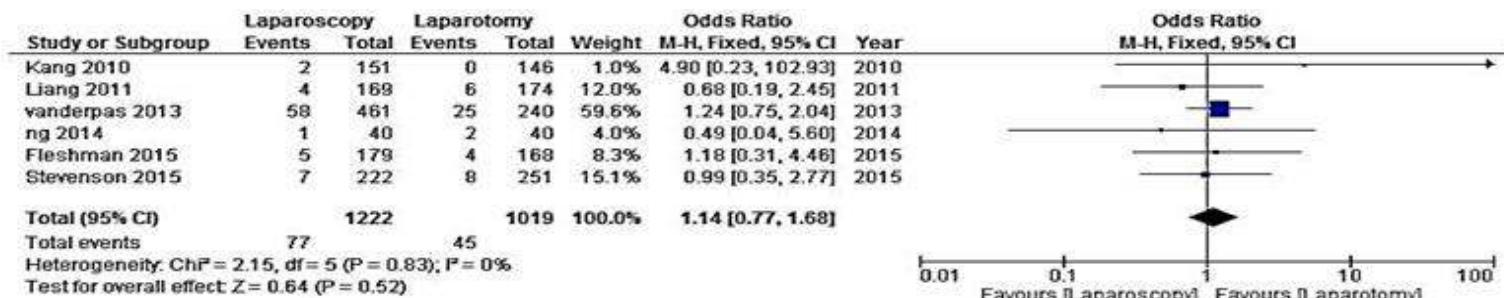 Laparoscopy Laparotomy Odds Ratio Odds Ratio
Study or Subgroup Events Total Events Total Weight M-H, Fixed, 95% CI Year M-H, Fixed, 95% CI
Kang 2010 2 151 0 146 1.0% 4.90 [0.23, 102.93] 2010
Liang 2011 4 169 6 174 12.0% 0.68 [0.19, 2.45] 2011
vanderpas 2013 58 461 25 240 59.6% 1.24 [0.75, 2.04] 2013
ng 2014 1 40 2 40 4.0% 0.49 [0.04, 5.60] 2014
Fleshman 2015 5 179 4 168 8.3% 1.18 [0.31, 4.46] 2015
Stevenson 2015 7 222 8 251 15.1% 0.99 [0.35, 2.77] 2015
Total (95% CI) 1222 1019 100.0% 1.14 [0.77, 1.68]
Total events 77 45
Heterogeneity: Chi² = 2.15, df = 5 (P = 0.83); I² = 0%
Test for overall effect: Z = 0.64 (P = 0.52)
0.01 0.1 1 10 100
Favours [Laparoscopy] Favours [Laparotomy]